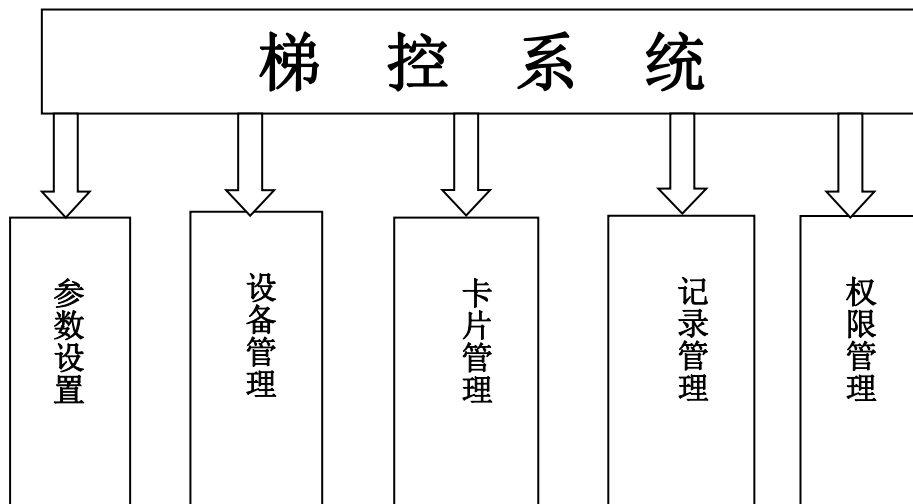 梯控系统
参数设置
设备管理
卡片管理
记录管理
权限管理